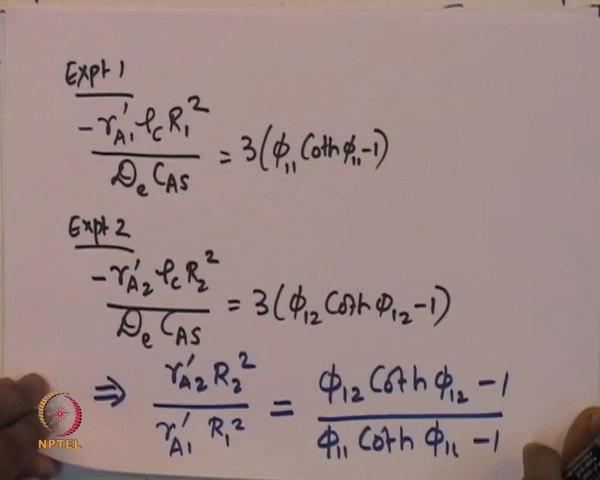 Expt 1
-r'A1 ρc R1² / De CAS = 3(φ11 Coth φ11 -1)
Expt 2
-r'A2 ρc R2² / De CAS = 3(φ12 Coth φ12 -1)
⇒ r'A2 R2² / r'A1 R1² = φ12 Coth φ12 -1 / φ11 Coth φ11 -1
NPTEL